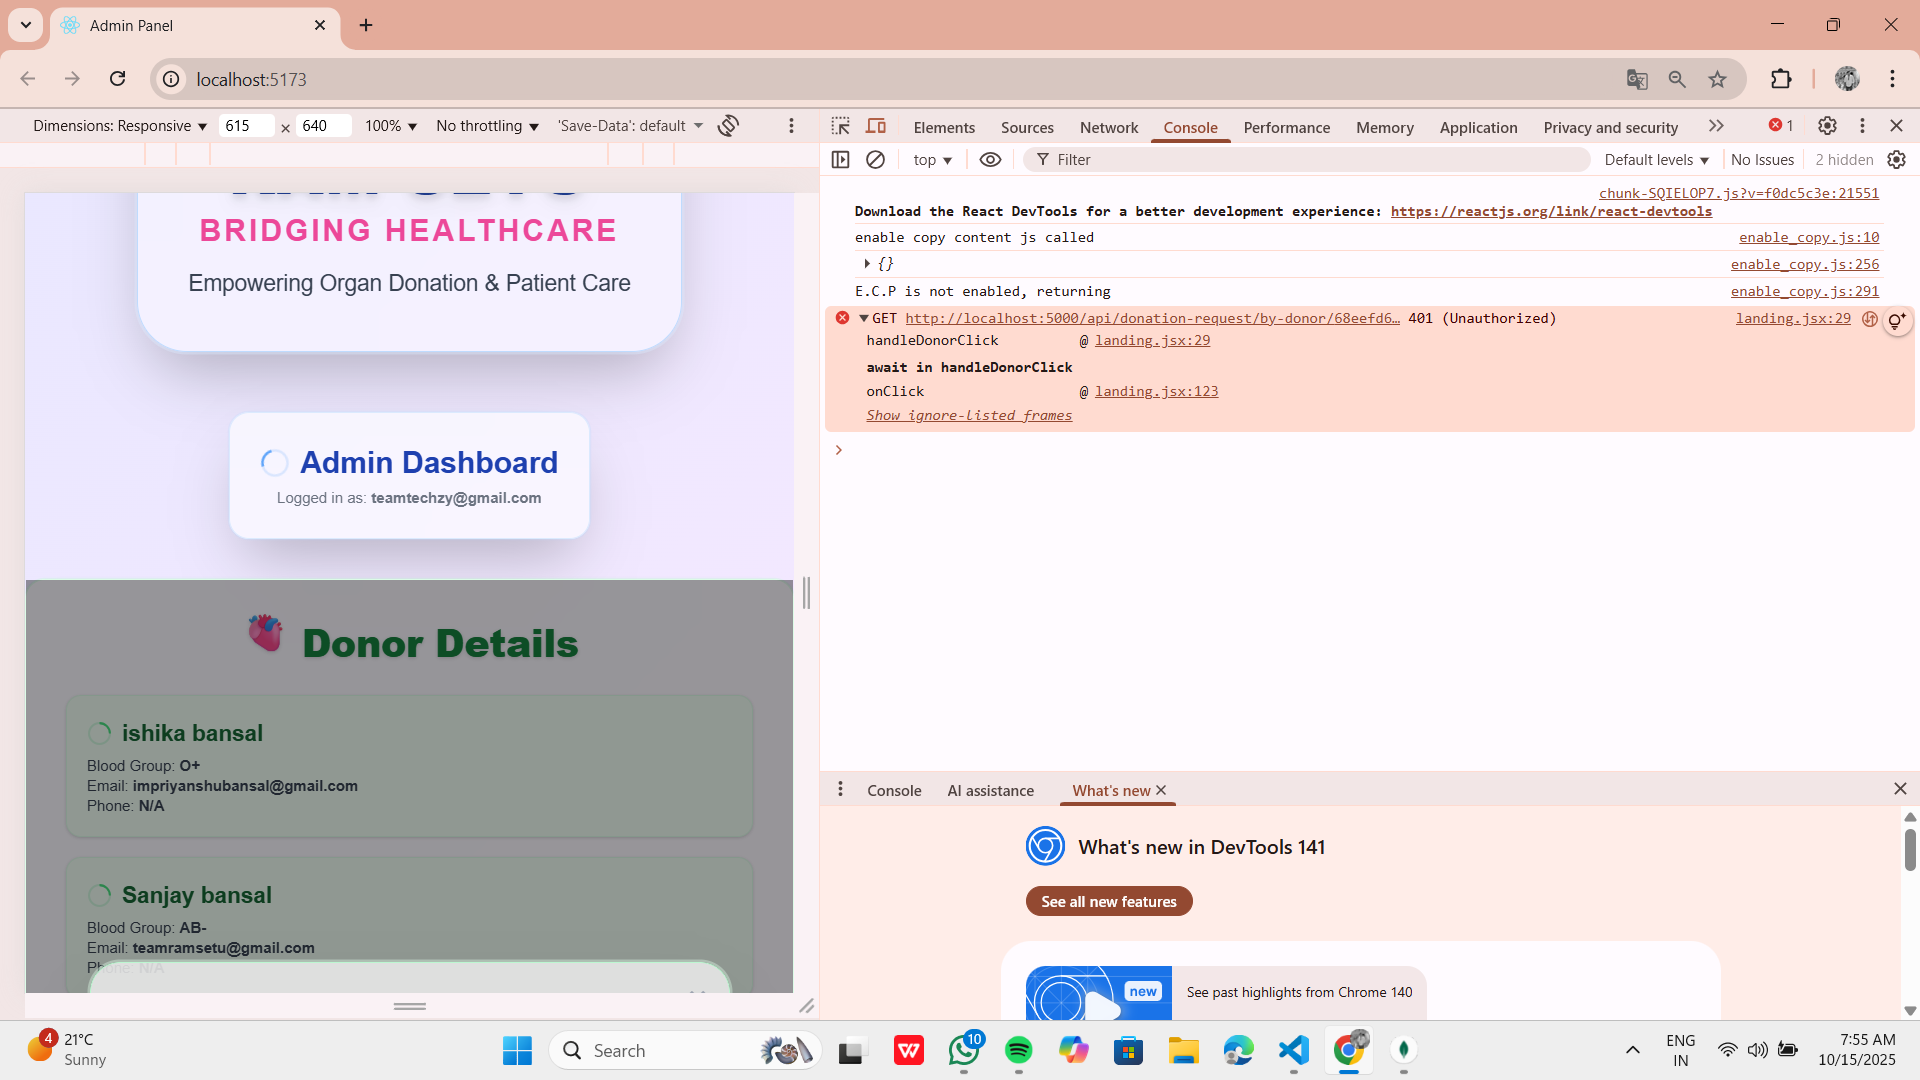 Admin Panel
localhost:5173
Dimensions: Responsive 615 × 640 100% No throttling 'Save-Data': default
BRIDGING HEALTHCARE
Empowering Organ Donation & Patient Care
Admin Dashboard
Logged in as: teamtechzy@gmail.com
Donor Details
ishika bansal
Blood Group: O+
Email: impriyanshubansal@gmail.com
Phone: N/A
Sanjay bansal
Blood Group: AB-
Email: teamramsetu@gmail.com
Phone: N/A
Elements Sources Network Console Performance Memory Application Privacy and security 1
top Filter Default levels No Issues 2 hidden
chunk-SQIELOP7.js?v=f0dc5c3e:21551
Download the React DevTools for a better development experience: https://reactjs.org/link/react-devtools
enable copy content js called enable_copy.js:10
{} enable_copy.js:256
E.C.P is not enabled, returning enable_copy.js:291
GET http://localhost:5000/api/donation-request/by-donor/68eefd6… 401 (Unauthorized) landing.jsx:29
handleDonorClick @ landing.jsx:29
await in handleDonorClick
onClick @ landing.jsx:123
Show ignore-listed frames
Console AI assistance What's new
What's new in DevTools 141
See all new features
new
See past highlights from Chrome 140
4
21°C
Sunny
Search
10
ENG
IN
7:55 AM
10/15/2025